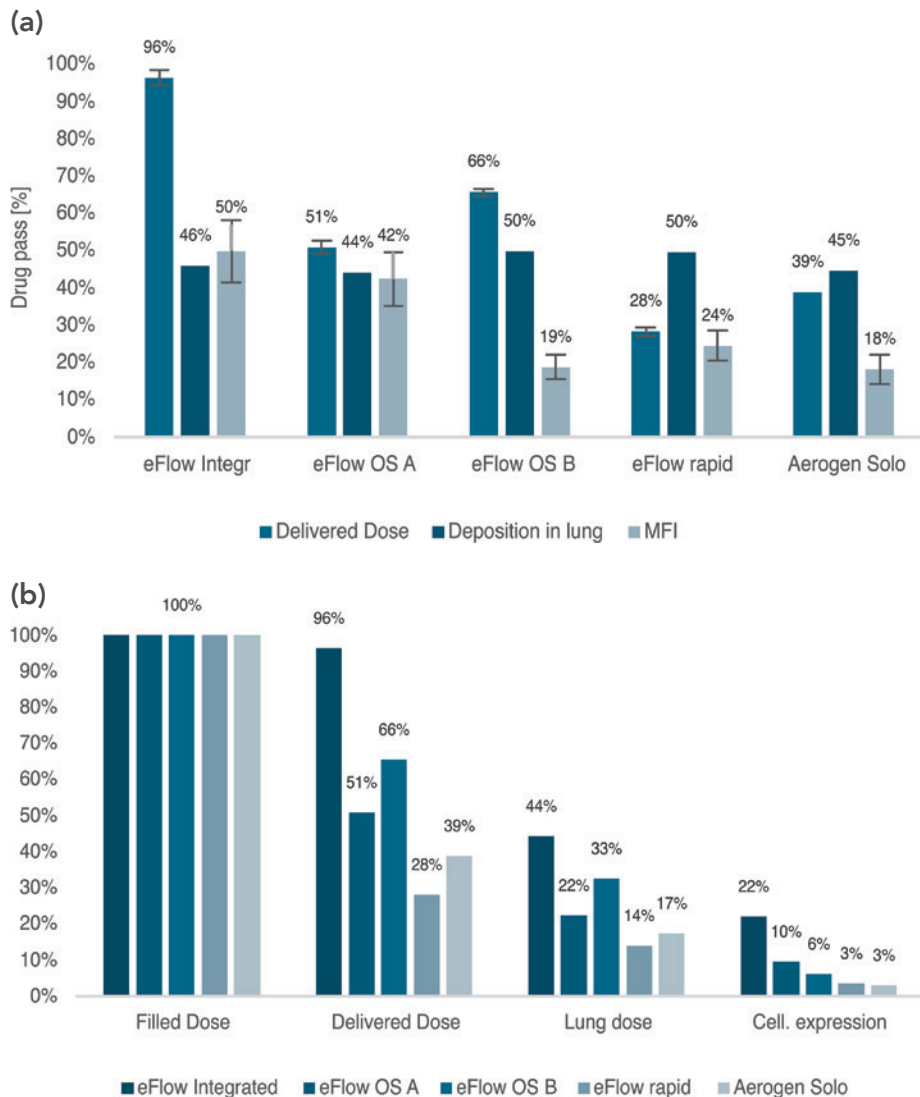 (a)
96%
100%
90%
80%
70%
60%
50%
40%
30%
20%
10%
0%
Drug pass [%]
46%
50%
51%
44%
42%
66%
50%
19%
28%
50%
24%
39%
45%
18%
eFlow Integr
eFlow OS A
eFlow OS B
eFlow rapid
Aerogen Solo
Delivered Dose
Deposition in lung
MFI
(b)
100%
100%
90%
80%
70%
60%
50%
40%
30%
20%
10%
0%
96%
51%
66%
28%
39%
44%
22%
33%
14%
17%
22%
10%
6%
3%
3%
Filled Dose
Delivered Dose
Lung dose
Cell. expression
eFlow Integrated
eFlow OS A
eFlow OS B
eFlow rapid
Aerogen Solo